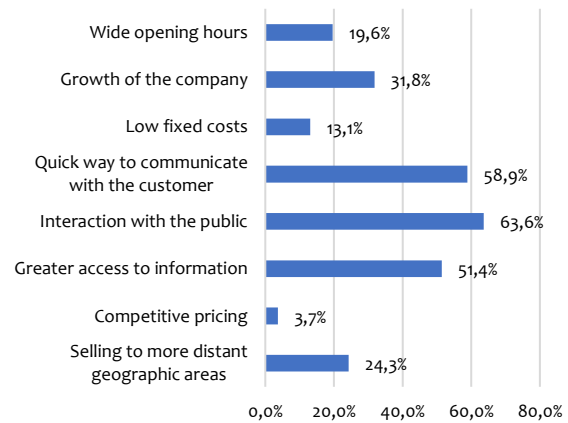 Wide opening hours
19,6%
Growth of the company
31,8%
Low fixed costs
13,1%
Quick way to communicate
with the customer
58,9%
Interaction with the public
63,6%
Greater access to information
51,4%
Competitive pricing
3,7%
Selling to more distant
geographic areas
24,3%
0,0% 20,0% 40,0% 60,0% 80,0%